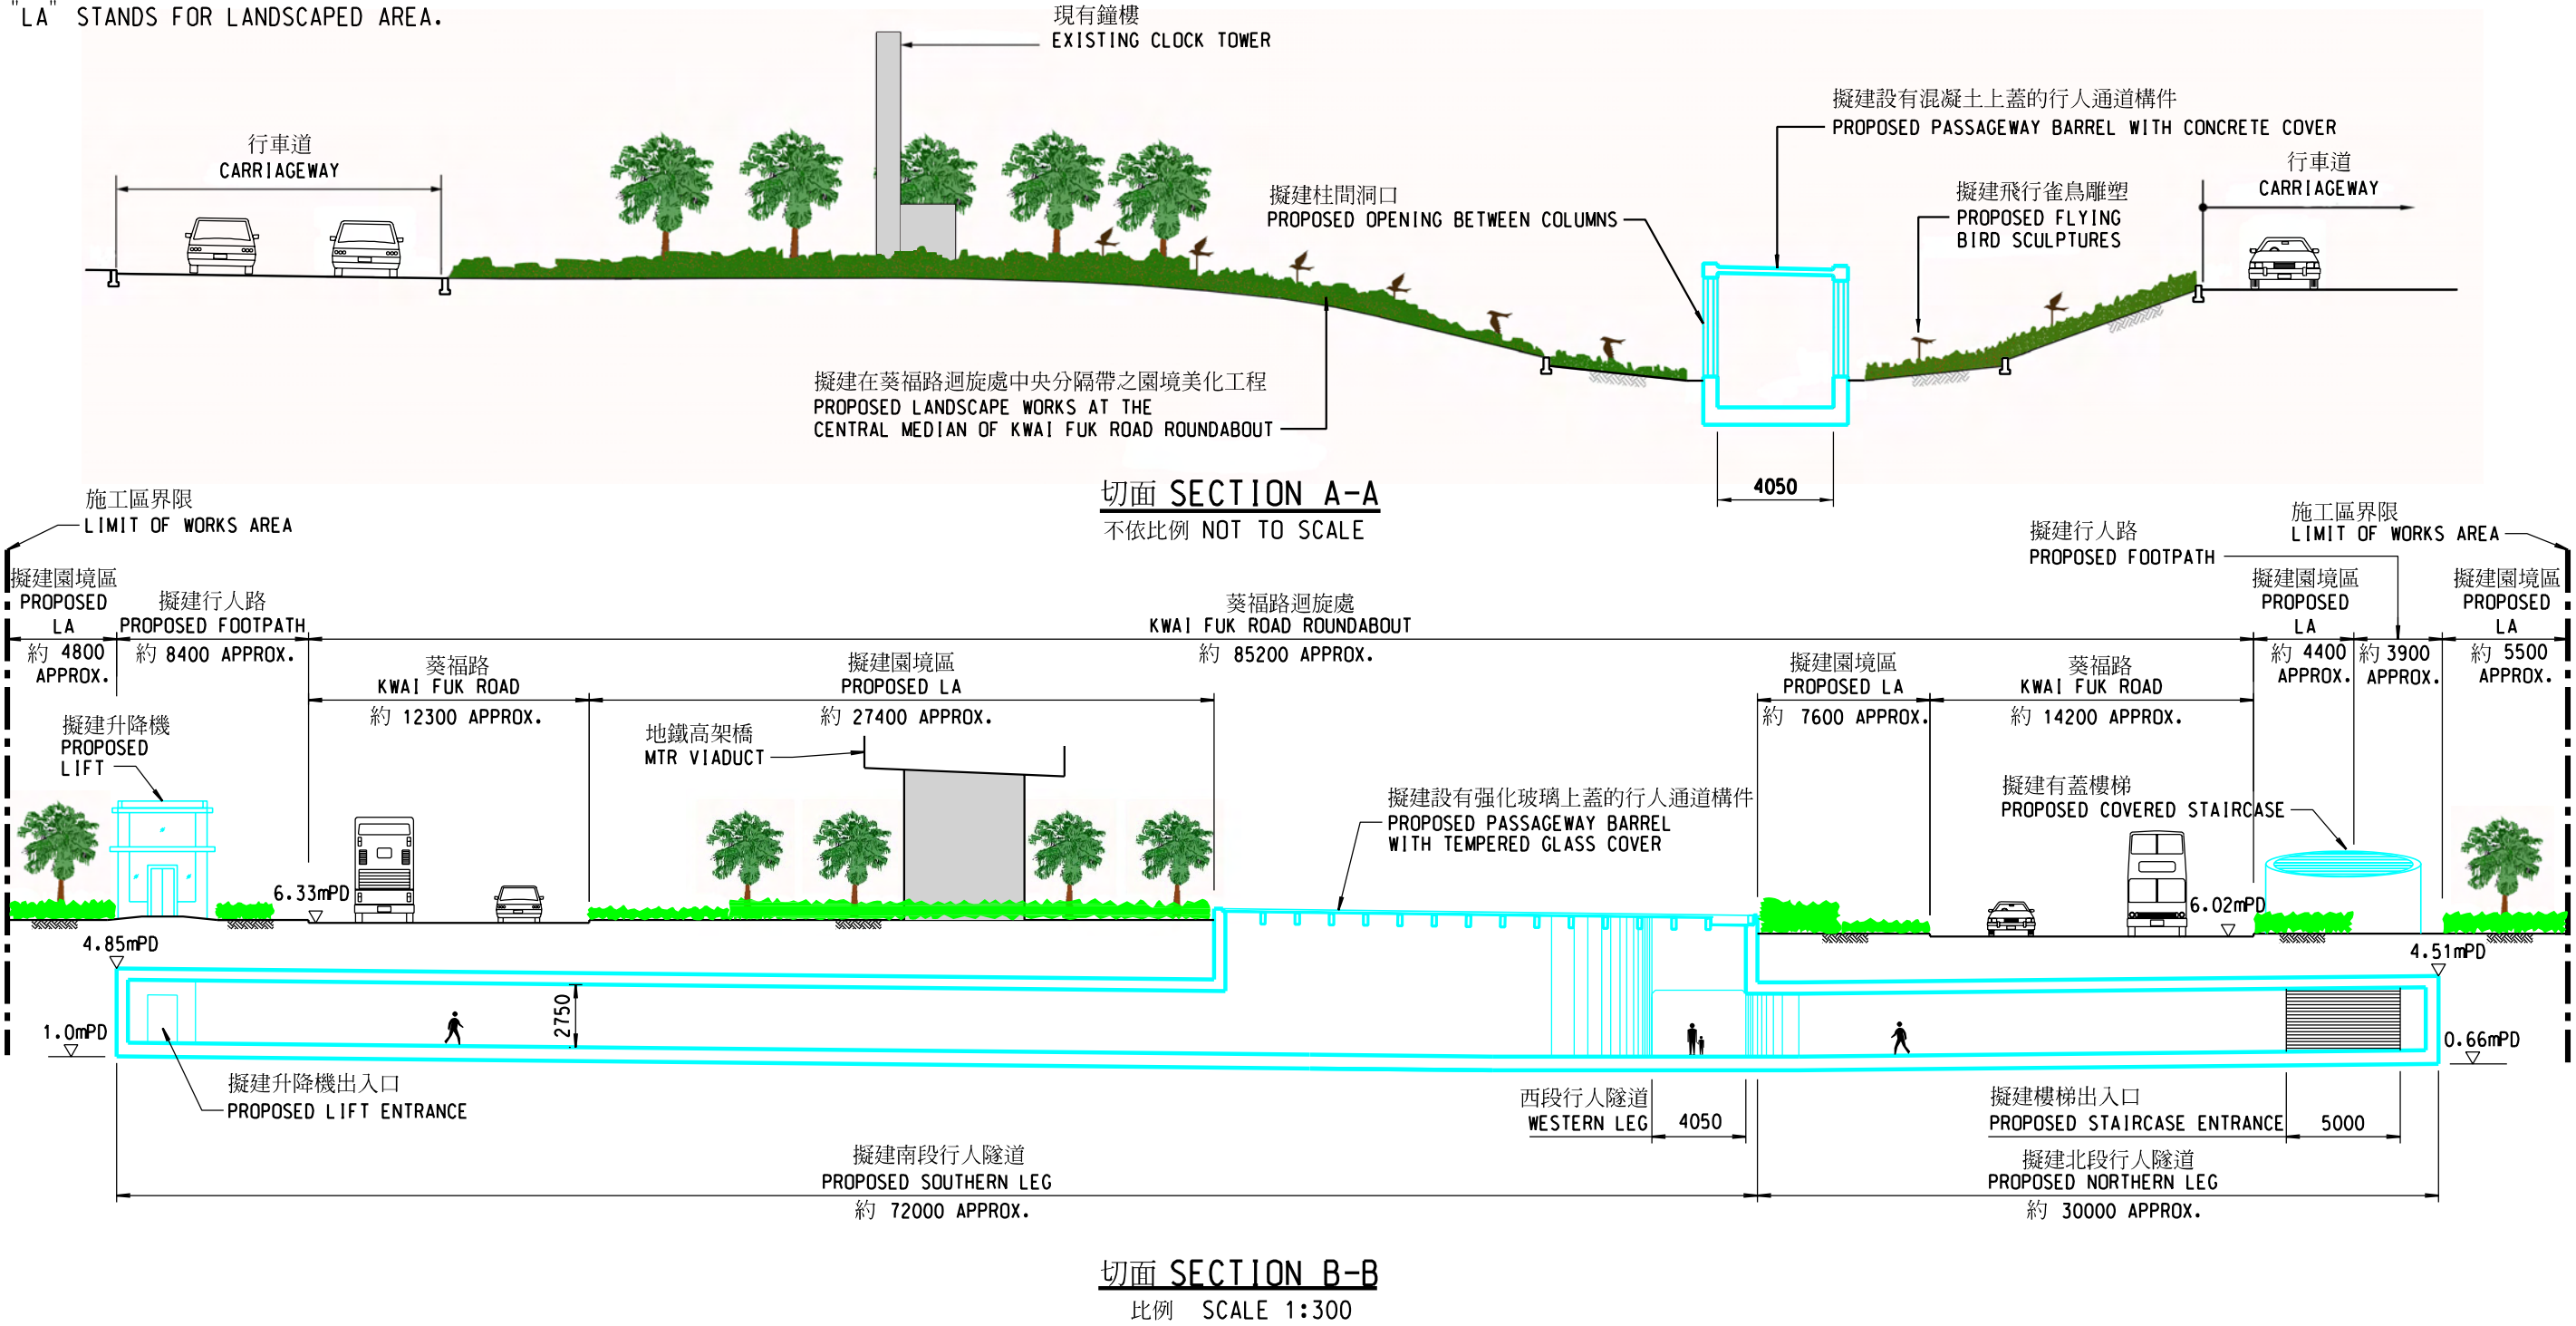 "LA" STANDS FOR LANDSCAPED AREA.
現有鐘樓
EXISTING CLOCK TOWER
行車道
CARRIAGEWAY
擬建設有混凝土上蓋的行人通道構件
PROPOSED PASSAGEWAY BARREL WITH CONCRETE COVER
行車道
CARRIAGEWAY
擬建柱間洞口
PROPOSED OPENING BETWEEN COLUMNS
擬建飛行雀鳥雕塑
PROPOSED FLYING
BIRD SCULPTURES
擬建在葵福路迴旋處中央分隔帶之園境美化工程
PROPOSED LANDSCAPE WORKS AT THE
CENTRAL MEDIAN OF KWAI FUK ROAD ROUNDABOUT
4050
切面 SECTION A-A
不依比例 NOT TO SCALE
施工區界限
LIMIT OF WORKS AREA
施工區界限
LIMIT OF WORKS AREA
擬建行人路
PROPOSED FOOTPATH
擬建園境區
PROPOSED
LA
約 4800
APPROX.
擬建行人路
PROPOSED FOOTPATH
約 8400 APPROX.
葵福路迴旋處
KWAI FUK ROAD ROUNDABOUT
約 85200 APPROX.
擬建園境區
PROPOSED
LA
約 4400
APPROX.
約 3900
APPROX.
擬建園境區
PROPOSED
LA
約 5500
APPROX.
葵福路
KWAI FUK ROAD
約 12300 APPROX.
擬建園境區
PROPOSED LA
約 27400 APPROX.
擬建園境區
PROPOSED LA
約 7600 APPROX.
葵福路
KWAI FUK ROAD
約 14200 APPROX.
擬建升降機
PROPOSED
LIFT
地鐵高架橋
MTR VIADUCT
擬建設有强化玻璃上蓋的行人通道構件
PROPOSED PASSAGEWAY BARREL
WITH TEMPERED GLASS COVER
擬建有蓋樓梯
PROPOSED COVERED STAIRCASE
6.33mPD
6.02mPD
4.85mPD
4.51mPD
2750
1.0mPD
0.66mPD
擬建升降機出入口
PROPOSED LIFT ENTRANCE
西段行人隧道
WESTERN LEG
4050
擬建樓梯出入口
PROPOSED STAIRCASE ENTRANCE
5000
擬建南段行人隧道
PROPOSED SOUTHERN LEG
約 72000 APPROX.
擬建北段行人隧道
PROPOSED NORTHERN LEG
約 30000 APPROX.
切面 SECTION B-B
比例 SCALE 1:300